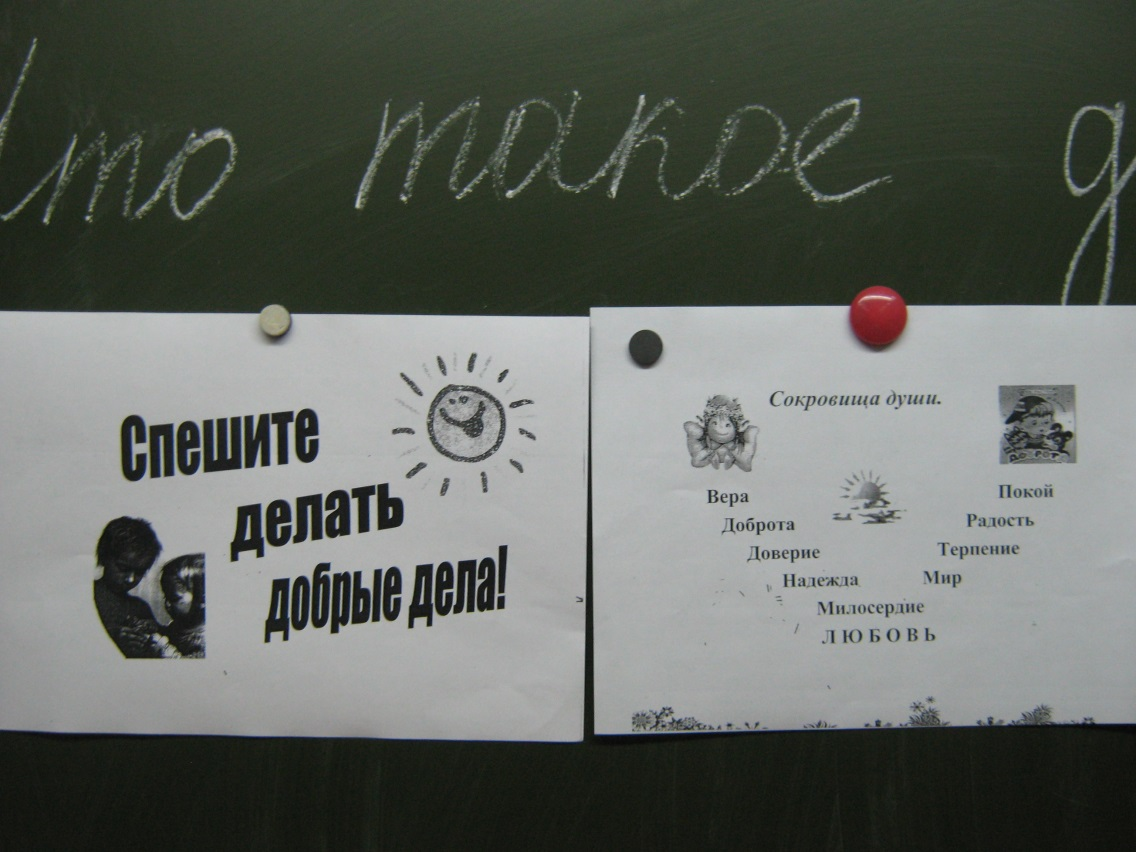 Что такое д
Спешите
делать
добрые дела!
Сокровища души.
Вера Покой
Доброта Радость
Доверие Терпение
Надежда Мир
Милосердие
ЛЮБОВЬ